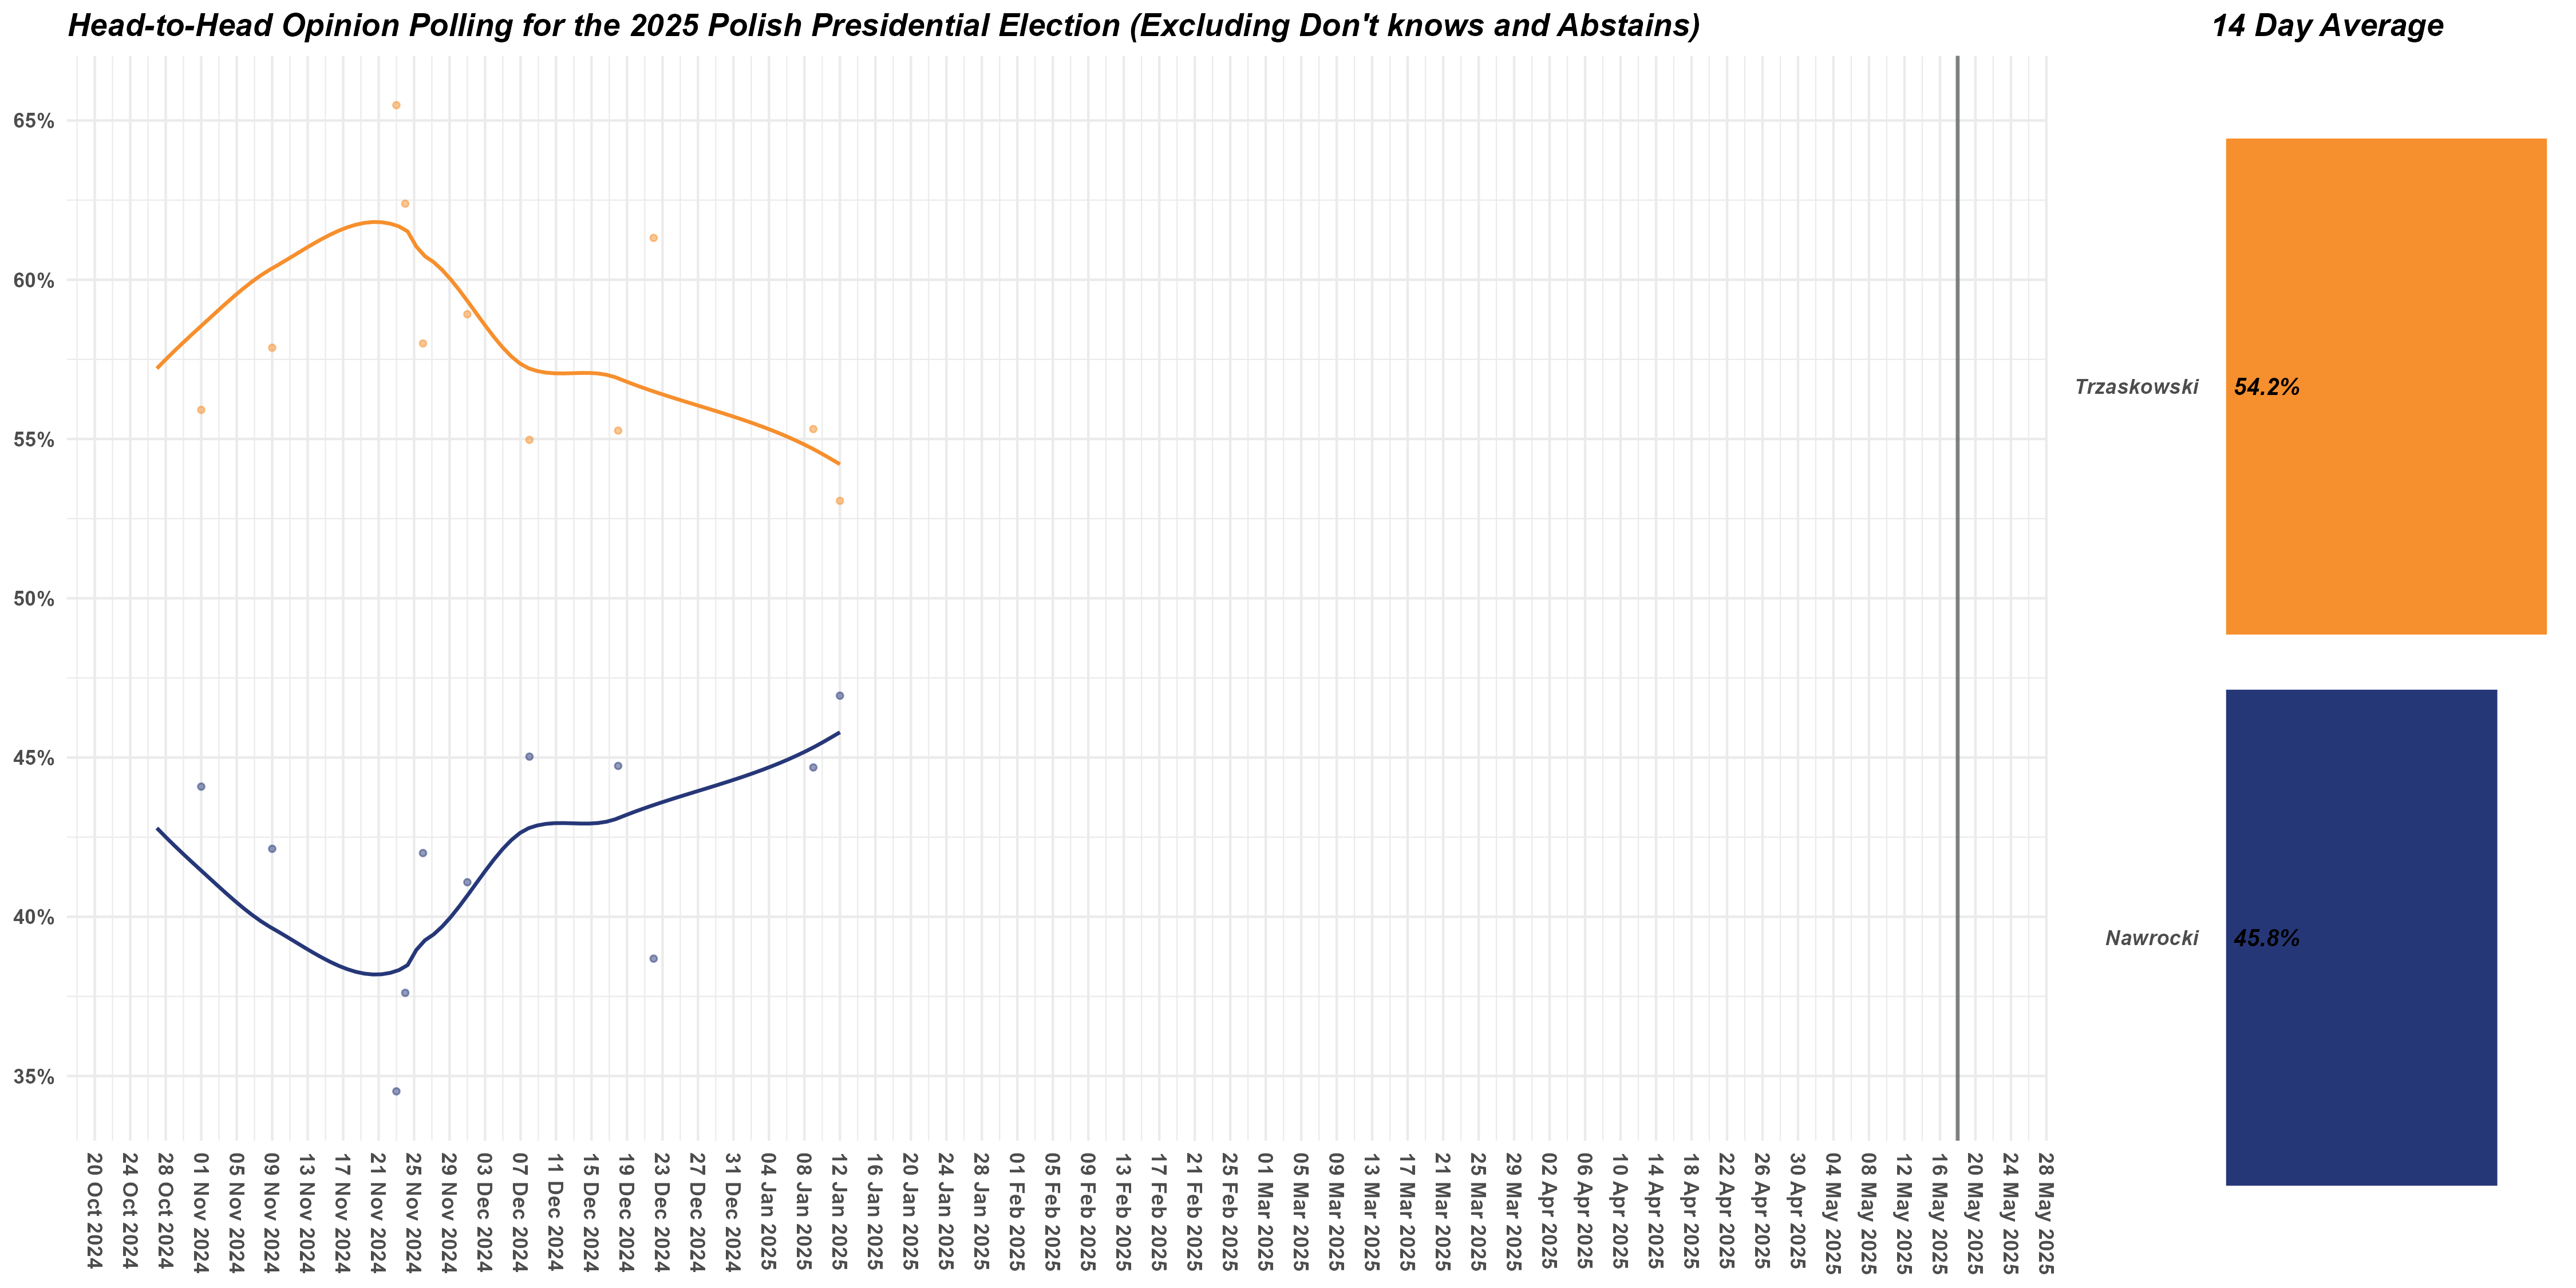 Head-to-Head Opinion Polling for the 2025 Polish Presidential Election (Excluding Don't knows and Abstains)
14 Day Average
65%
60%
55%
50%
45%
40%
35%
20 Oct 2024
24 Oct 2024
28 Oct 2024
01 Nov 2024
05 Nov 2024
09 Nov 2024
13 Nov 2024
17 Nov 2024
21 Nov 2024
25 Nov 2024
29 Nov 2024
03 Dec 2024
07 Dec 2024
11 Dec 2024
15 Dec 2024
19 Dec 2024
23 Dec 2024
27 Dec 2024
31 Dec 2024
04 Jan 2025
08 Jan 2025
12 Jan 2025
16 Jan 2025
20 Jan 2025
24 Jan 2025
28 Jan 2025
01 Feb 2025
05 Feb 2025
09 Feb 2025
13 Feb 2025
17 Feb 2025
21 Feb 2025
25 Feb 2025
01 Mar 2025
05 Mar 2025
09 Mar 2025
13 Mar 2025
17 Mar 2025
21 Mar 2025
25 Mar 2025
29 Mar 2025
02 Apr 2025
06 Apr 2025
10 Apr 2025
14 Apr 2025
18 Apr 2025
22 Apr 2025
26 Apr 2025
30 Apr 2025
04 May 2025
08 May 2025
12 May 2025
16 May 2025
20 May 2025
24 May 2025
28 May 2025
Trzaskowski
54.2%
Nawrocki
45.8%